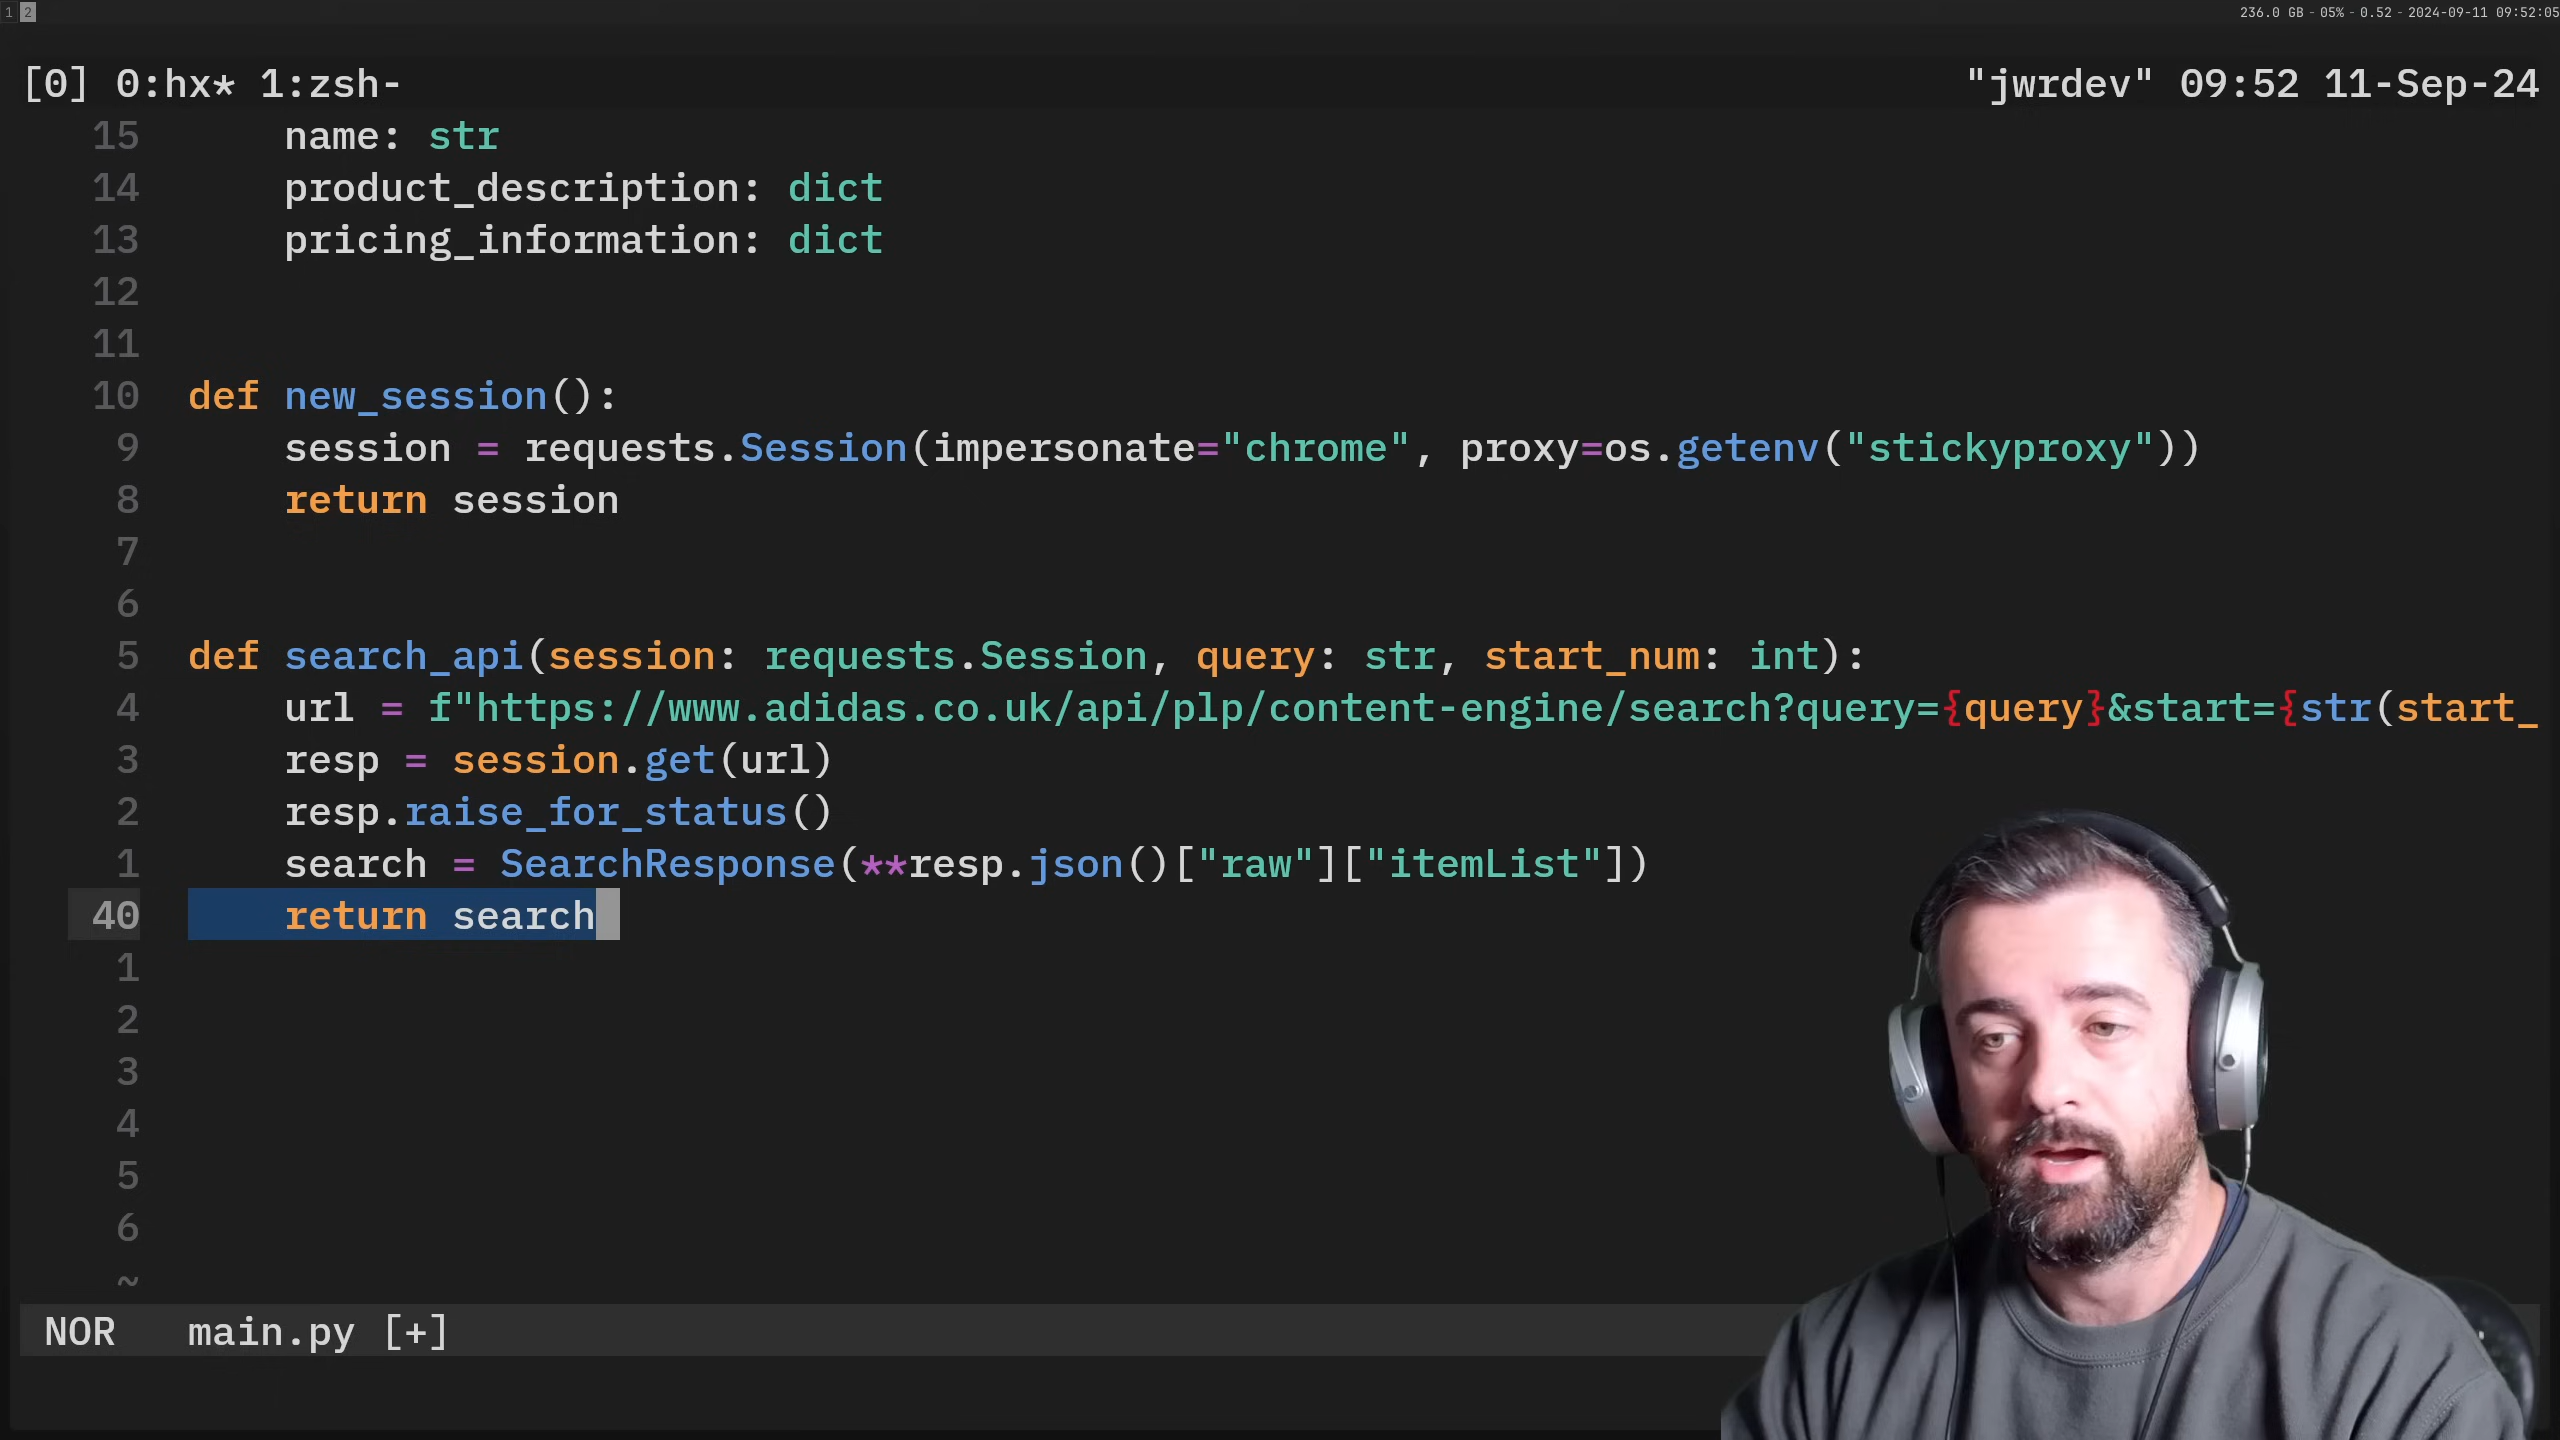 1 2
236.0 GB - 05% - 0.52 - 2024-09-11 09:52:05
[0] 0:hx* 1:zsh- "jwrdev" 09:52 11-Sep-24
15 name: str
14 product_description: dict
13 pricing_information: dict
12
11
10 def new_session():
9 session = requests.Session(impersonate="chrome", proxy=os.getenv("stickyproxy"))
8 return session
7
6
5 def search_api(session: requests.Session, query: str, start_num: int):
4 url = f"https://www.adidas.co.uk/api/plp/content-engine/search?query={query}&start={str(start_
3 resp = session.get(url)
2 resp.raise_for_status()
1 search = SearchResponse(**resp.json()["raw"]["itemList"])
40 return search
1
2
3
4
5
6
~
NOR main.py [+]